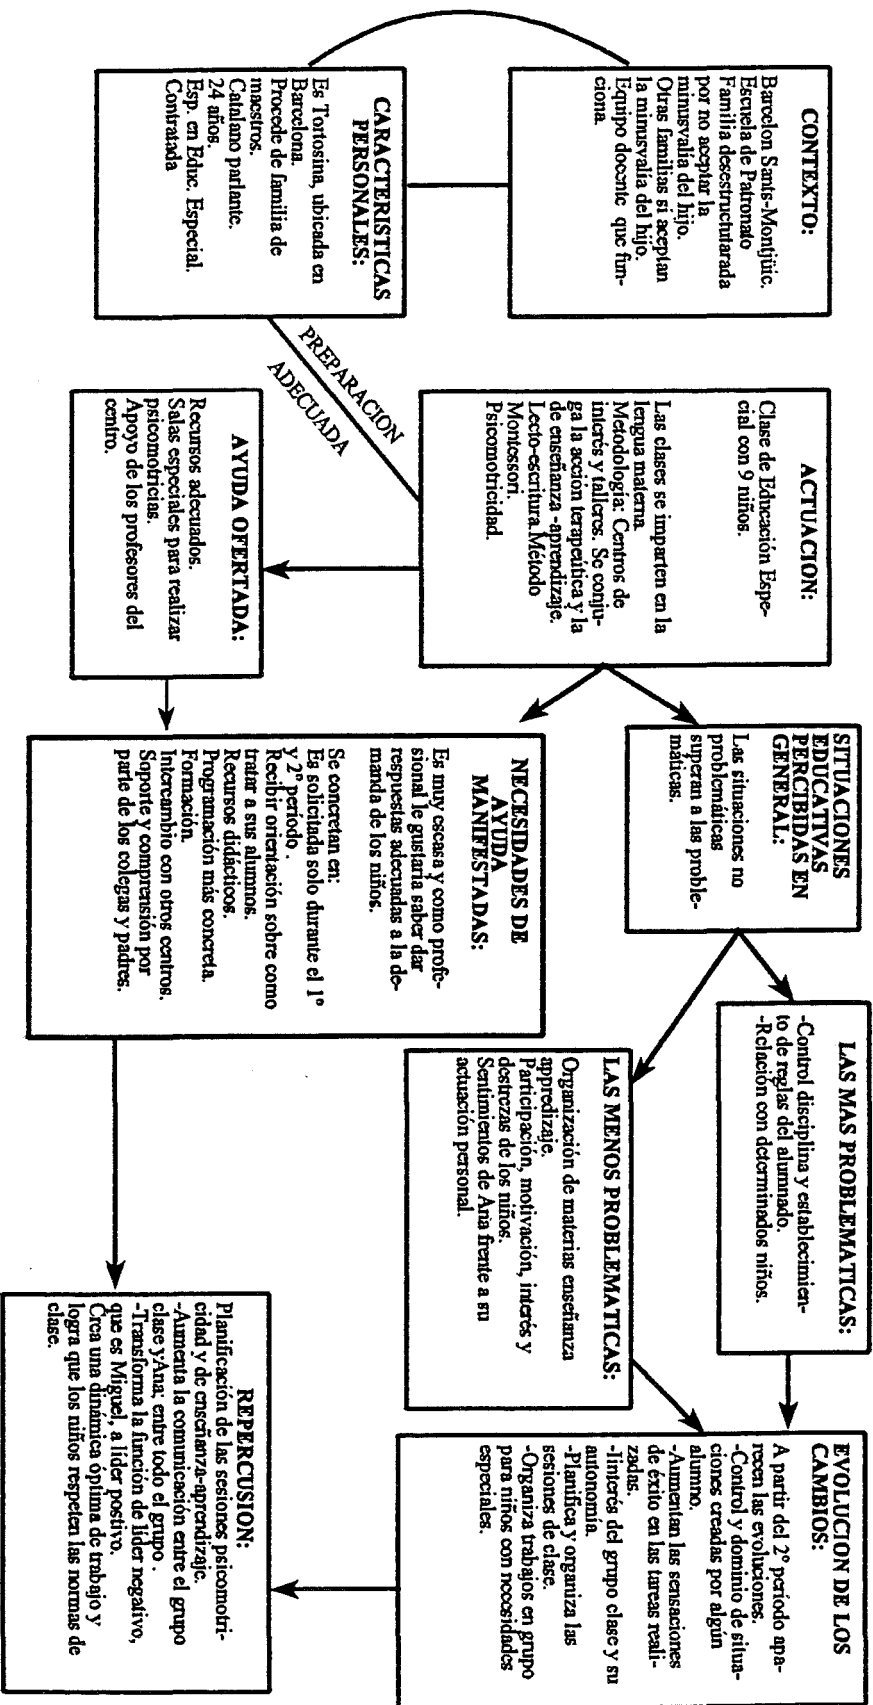 CONTEXTO:
Barcelon Sants-Montjüic.
Escuela de Patronato
Familia desestructutarada
por no aceptar la
minusvalía del hijo.
Otras familias si aceptan
la minusvalía del hijo.
Equipo docente que fun-
ciona.
CARACTERISTICAS
PERSONALES:
Es Tortosina, ubicada en
Barcelona.
Procede de familia de
maestros.
Catalano parlante.
24 años.
Esp. en Educ. Especial.
Contratada
PREPARACION
ADECUADA
ACTUACION:
Clase de Educación Espe-
cial con 9 niños.
Las clases se imparten en la
lengua materna.
Metodología: Centros de
interés y talleres. Se conju-
ga la acción terapeútica y la
de enseñanza -aprendizaje.
Lecto-escritura.Método
Montessori.
Psicomotricidad.
AYUDA OFERTADA:
Recursos adecuados.
Salas especiales para realizar
psicomotricias.
Apoyo de los profesores del
centro.
SITUACIONES
EDUCATIVAS
PERCIBIDAS EN
GENERAL:
Las situaciones no
problemáticas
superan a las proble-
máticas.
NECESIDADES DE
AYUDA
MANIFESTADAS:
Es muy escasa y como profe-
sional le gustaria saber dar
respuestas adecuadas a la de-
manda de los niños.
Se concretan en:
Es solicitada solo durante el 1º
y 2º período .
Recibir orientación sobre como
tratar a sus alumnos.
Recursos didácticos.
Programación más concreta.
Formación.
Intercambio con otros centros.
Soporte y comprensión por
parte de los colegas y padres.
LAS MAS PROBLEMATICAS:
-Control disciplina y establecimien-
to de reglas del alumnado.
-Relación con determinados niños.
LAS MENOS PROBLEMATICAS:
Organización de materias enseñanza
appredizaje.
Participación, motivación, interés y
destrezas de los niños.
Sentimientos de Ana frente a su
actuación personal.
EVOLUCION DE LOS
CAMBIOS:
A partir del 2º período apa-
recen las evoluciones.
-Control y dominio de situa-
ciones creadas por algún
alumno.
-Aumentan las sensaciones
de éxito en las tareas reali-
zadas.
-Iinterés del grupo clase y su
autonomía.
-Planifica y organiza las
sesiones de clase.
-Organiza trabajos en grupo
para niños con necosidades
especiales.
REPERCUSION:
Planificación de las sesiones psicomotri-
cidad y de enseñanza-aprendizaje.
-Aumenta la comunicación entre el grupo
clase yAna; entre todo el grupo .
-Transforma la función de líder negativo,
que es Miguel, a líder postivo.
Crea una dinámica óptima de trabajo y
logra que los niños respeten las normas de
clase.